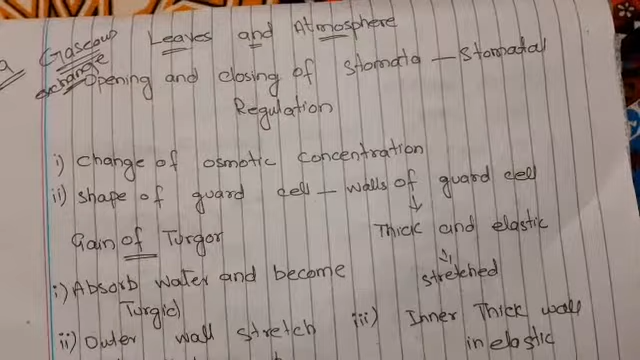 Gaseous exchange
Leaves and Atmosphere
Opening and closing of Stomata – Stomatal
Regulation
i) Change of osmotic concentration
ii) Shape of guard cell – walls of guard cell
↓
Gain of Turgor Thick and elastic
↓
i) Absorb water and become stretched
Turgid
ii) Outer wall stretch iii) Inner Thick wall
inelastic